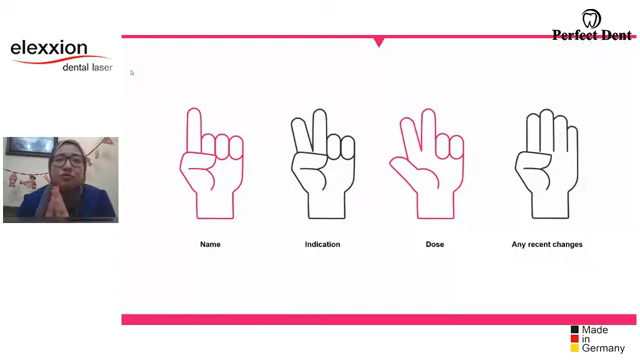 elexxion
dental laser
Perfect Dent
Name
Indication
Dose
Any recent changes
Made
in
Germany